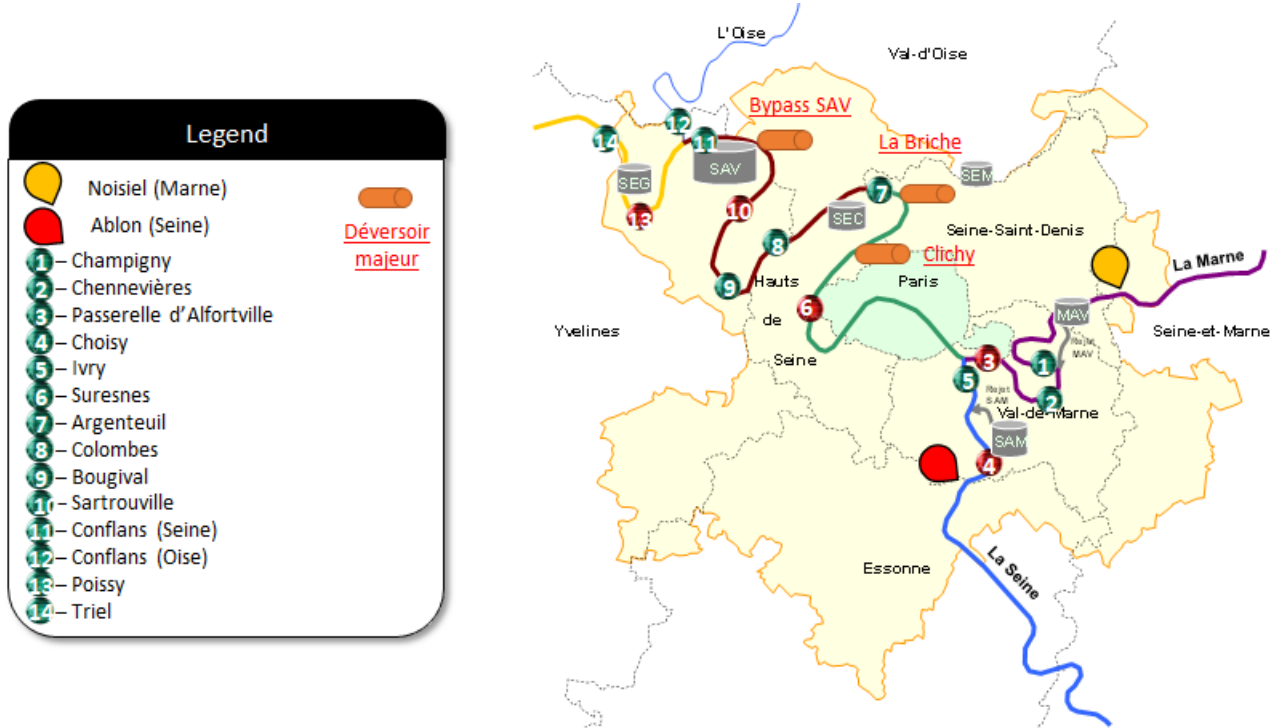 Legend
Noisiel (Marne)
Ablon (Seine)
Déversoir
majeur
1 – Champigny
2 – Chennevières
3 – Passerelle d'Alfortville
4 – Choisy
5 – Ivry
6 – Suresnes
7 – Argenteuil
8 – Colombes
9 – Bougival
10 – Sartrouville
11 – Conflans (Seine)
12 – Conflans (Oise)
13 – Poissy
14 – Triel
L'Oise
Val-d'Oise
Bypass SAV
12
14
11
La Briche
SAV
SEM
SEG
7
13
10
SEC
Seine-Saint-Denis
8
Clichy
La Marne
9
Hauts
Paris
6
de
MAV
Yvelines
Seine-et-Marne
Rejet
MAV
Seine
3
1
5
Rejet
SAM
2
Val-de-Marne
SAM
4
La Seine
Essonne